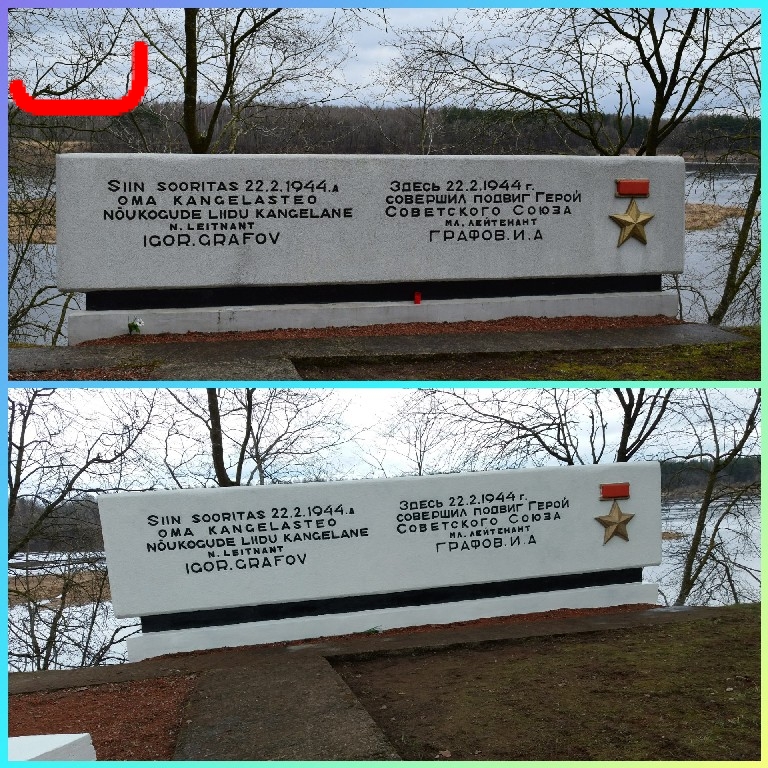 SIIN SOORITAS 22.2.1944.A
OMA KANGELASTEO
NÕUKOGUDE LIIDU KANGELANE
N. LEITNANT
IGOR. GRAFOV
ЗДЕСЬ 22.2.1944 г.
СОВЕРШИЛ ПОДВИГ ГЕРОЙ
СОВЕТСКОГО СОЮЗА
МЛ. ЛЕЙТЕНАНТ
ГРАФОВ. И. А
SIIN SOORITAS 22.2.1944.A
OMA KANGELASTEO
NÕUKOGUDE LIIDU KANGELANE
N. LEITNANT
IGOR. GRAFOV
ЗДЕСЬ 22.2.1944 г.
СОВЕРШИЛ ПОДВИГ ГЕРОЙ
СОВЕТСКОГО СОЮЗА
МЛ. ЛЕЙТЕНАНТ
ГРАФОВ. И. А